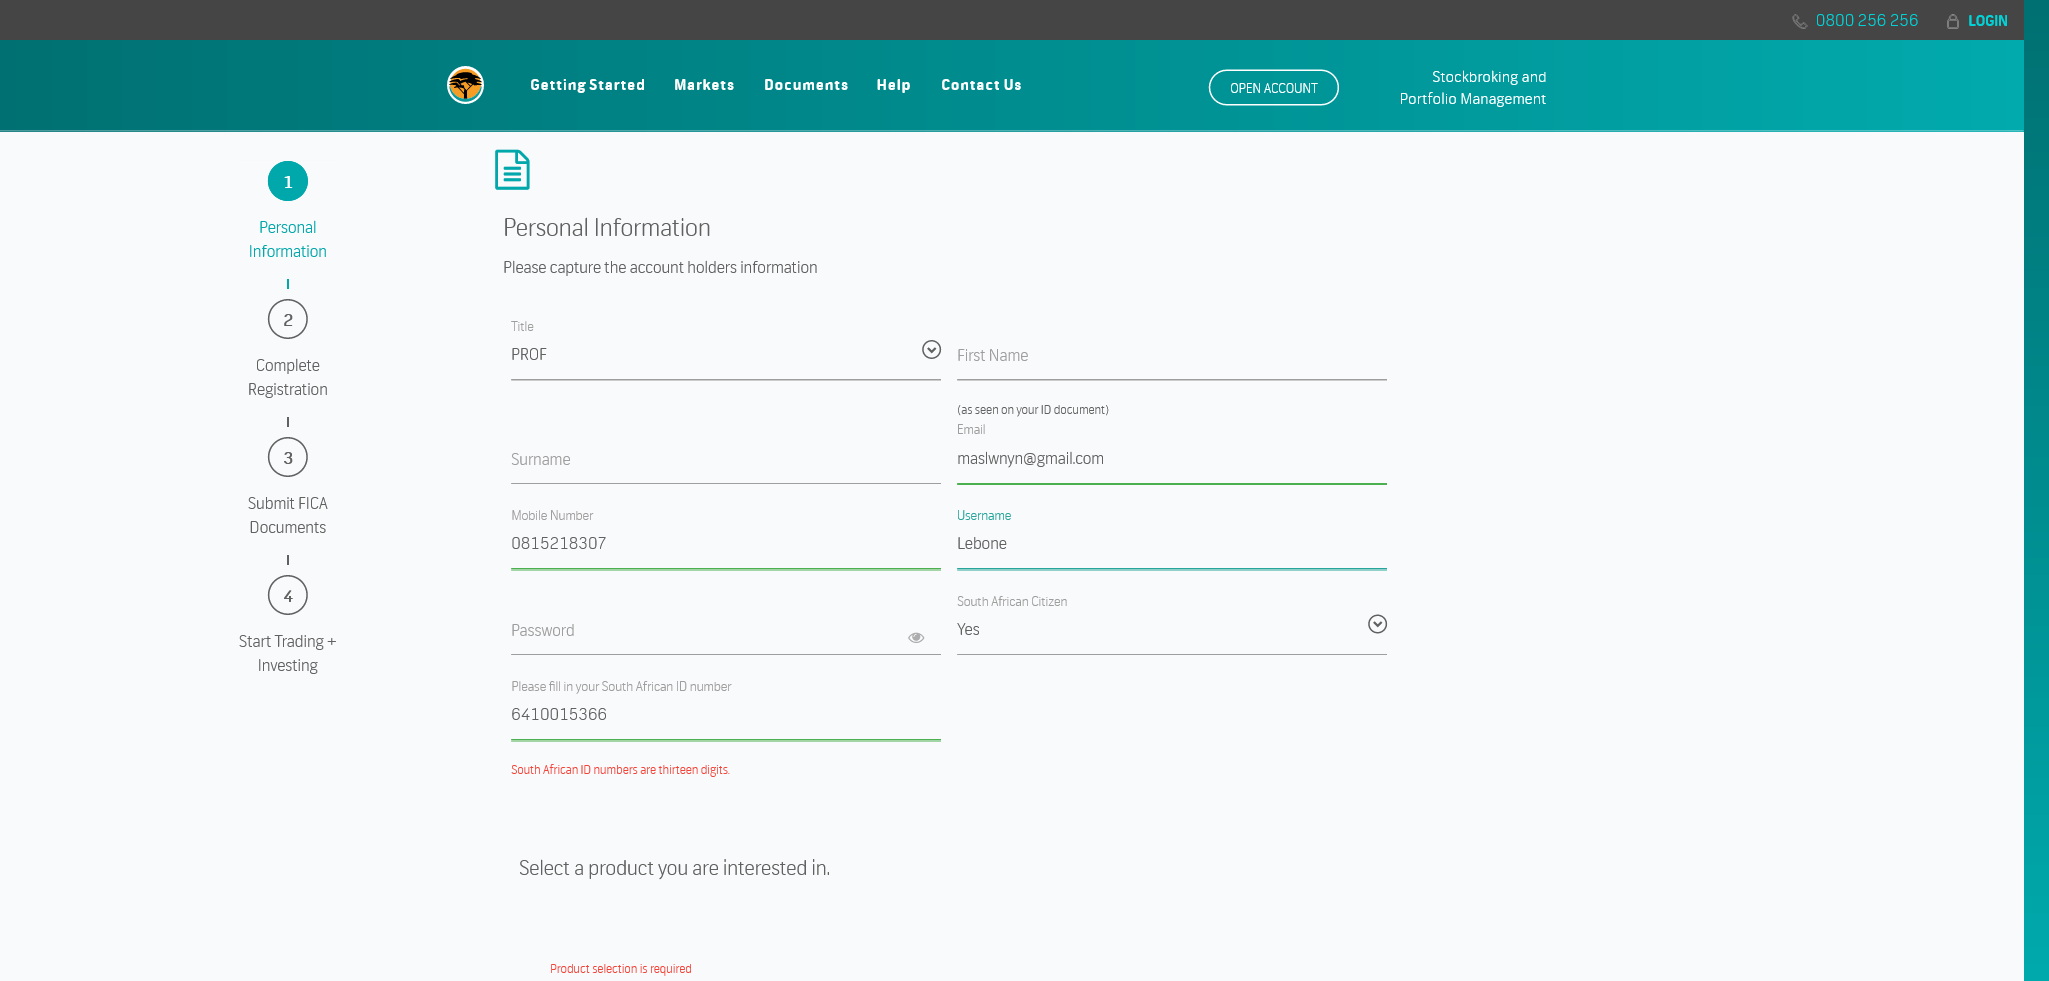 0800 256 256
LOGIN
Getting Started
Markets
Documents
Help
Contact Us
OPEN ACCOUNT
Stockbroking and
Portfolio Management
1
Personal
Information
2
Complete
Registration
3
Submit FICA
Documents
4
Start Trading +
Investing
Personal Information
Please capture the account holders information
Title
PROF
First Name
(as seen on your ID document)
Surname
Email
maslwnyn@gmail.com
Mobile Number
0815218307
Username
Lebone
Password
South African Citizen
Yes
Please fill in your South African ID number
6410015366
South African ID numbers are thirteen digits.
Select a product you are interested in.
Product selection is required